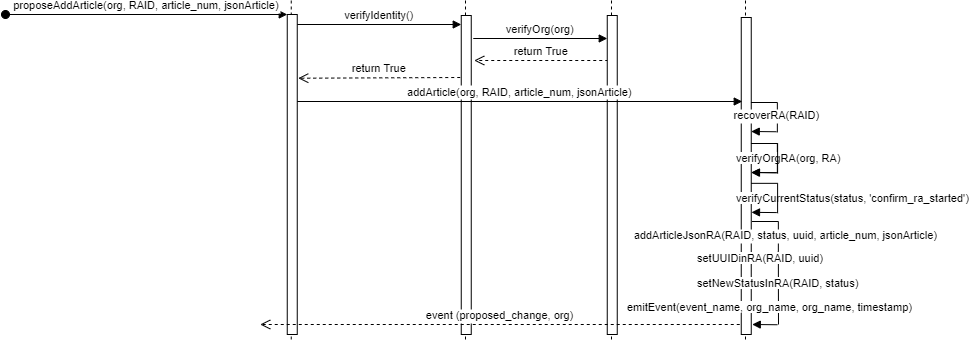 proposeAddArticle(org, RAID, article_num, jsonArticle)
verifyIdentity()
verifyOrg(org)
return True
return True
addArticle(org, RAID, article_num, jsonArticle)
recoverRA(RAID)
verifyOrgRA(org, RA)
verifyCurrentStatus(status, 'confirm_ra_started')
addArticleJsonRA(RAID, status, uuid, article_num, jsonArticle)
setUUIDinRA(RAID, uuid)
setNewStatusInRA(RAID, status)
emitEvent(event_name, org_name, org_name, timestamp)
event (proposed_change, org)